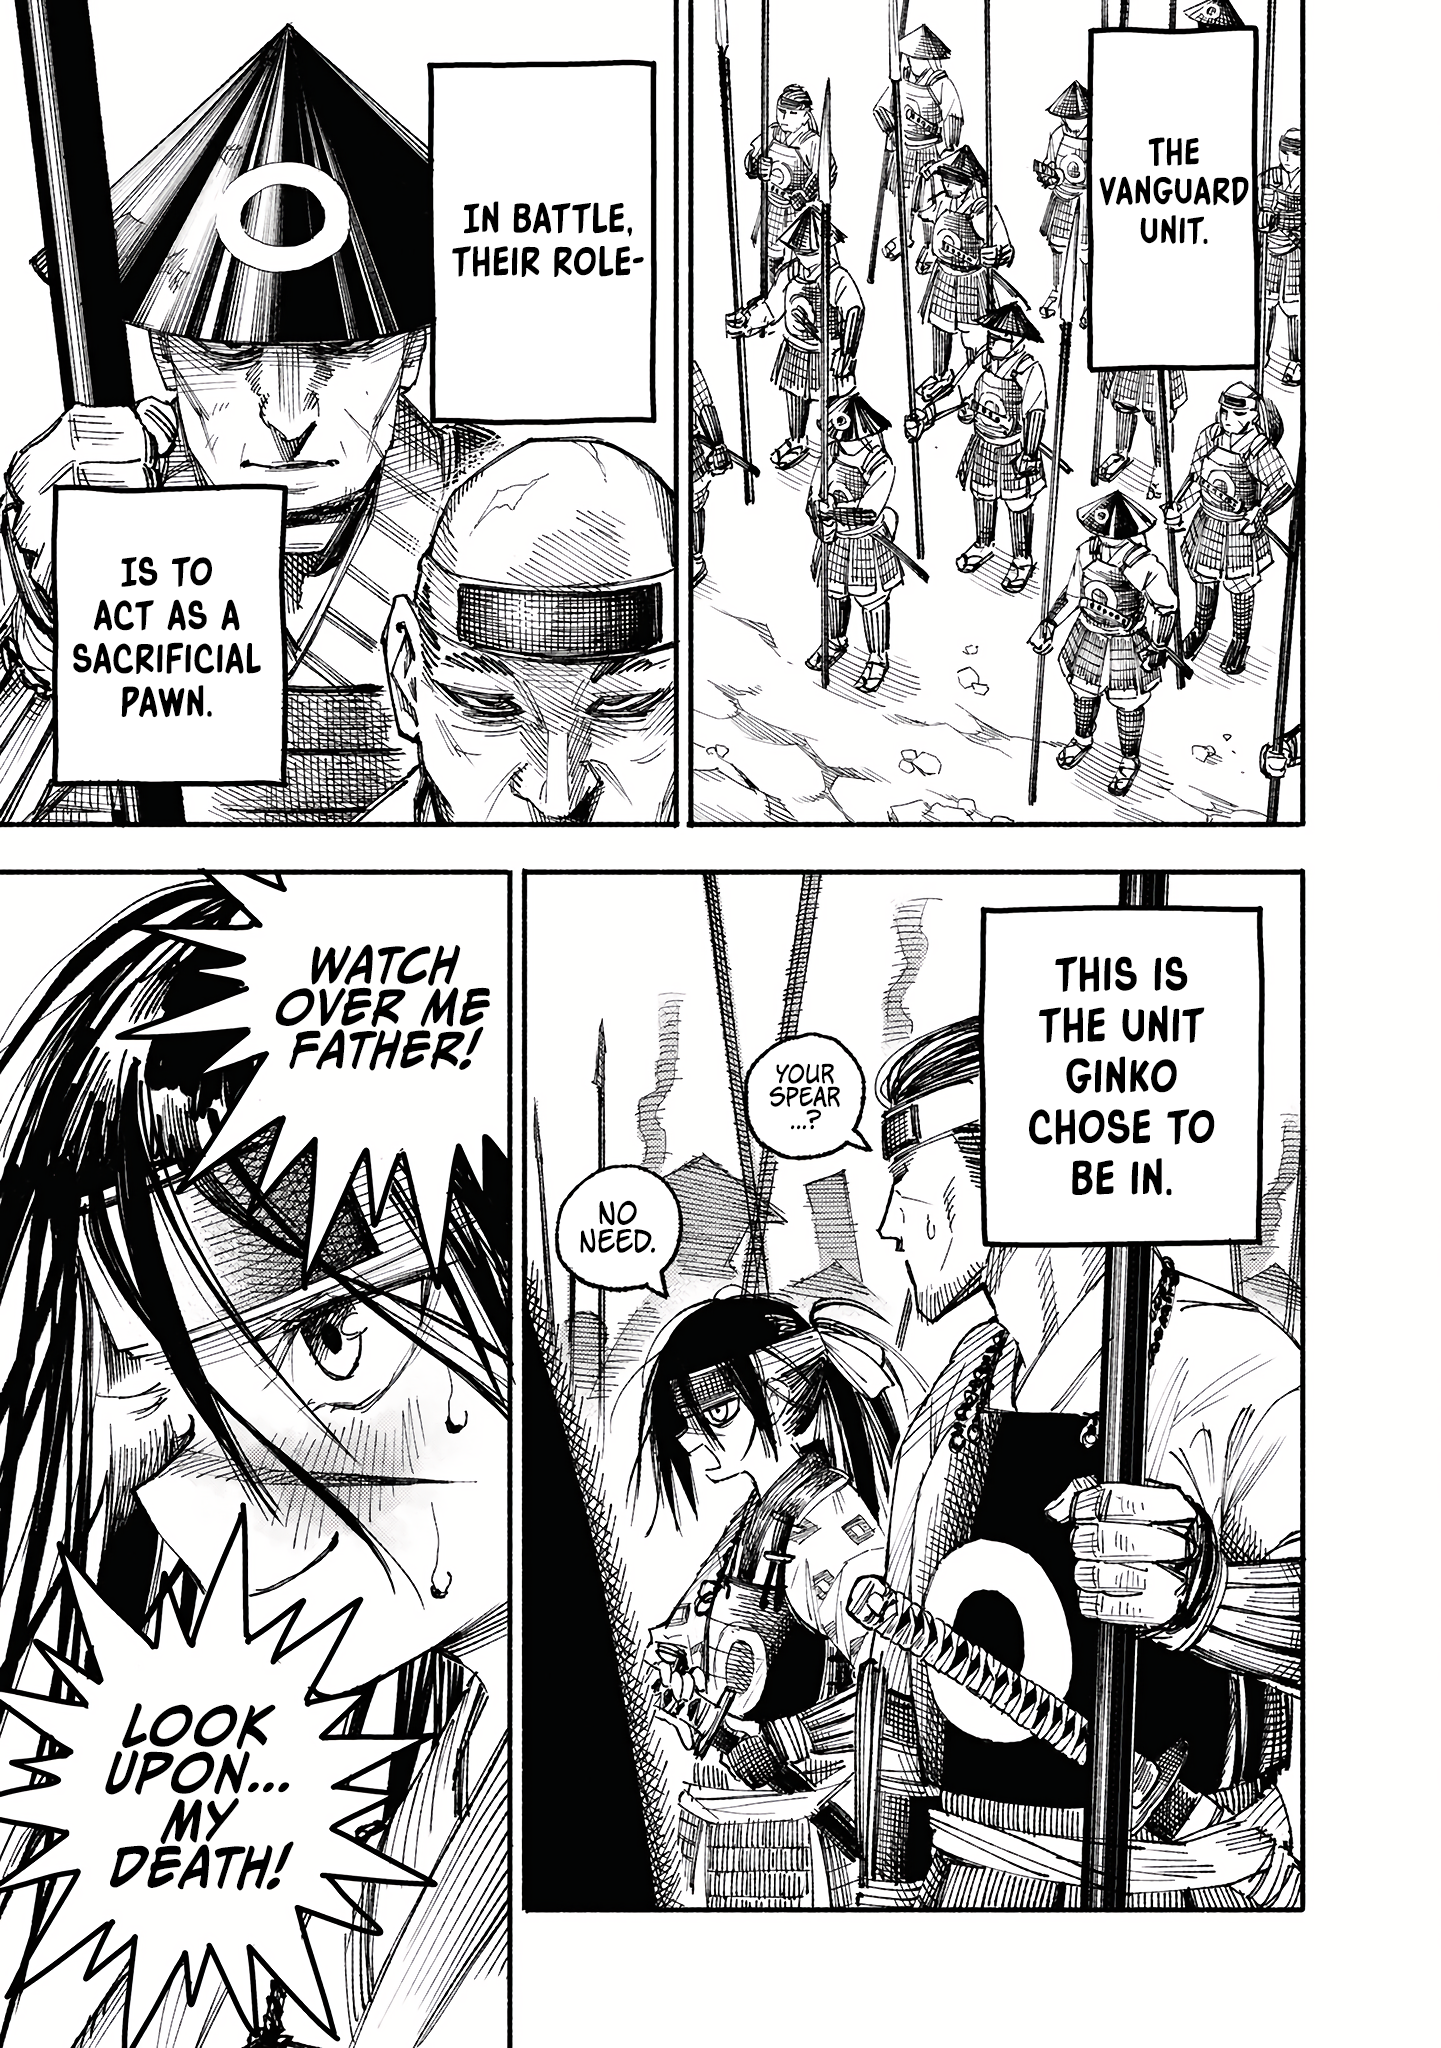 THE
VANGUARD
UNIT.
IN BATTLE,
THEIR ROLE-
IS TO
ACT AS A
SACRIFICIAL
PAWN.
THIS IS
THE UNIT
GINKO
CHOSE TO
BE IN.
YOUR
SPEAR
...?
NO
NEED.
WATCH
OVER ME
FATHER!
LOOK
UPON...
MY
DEATH!